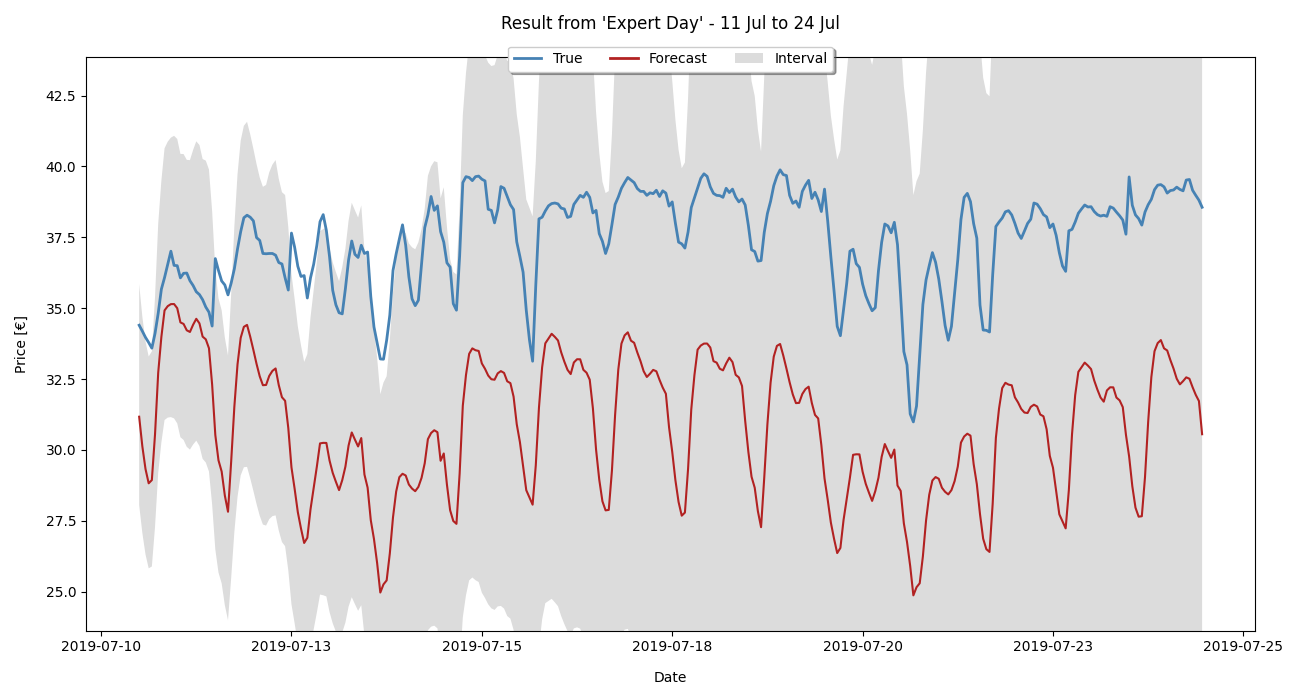 Result from 'Expert Day' - 11 Jul to 24 Jul
True Forecast Interval
Price [€]
42.5
40.0
37.5
35.0
32.5
30.0
27.5
25.0
2019-07-10 2019-07-13 2019-07-15 2019-07-18 2019-07-20 2019-07-23 2019-07-25
Date